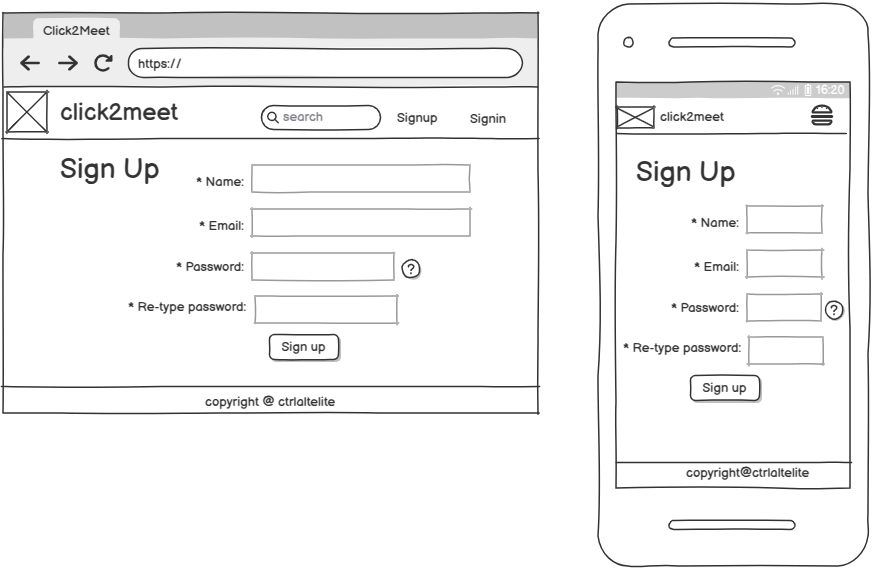 Click2Meet
https://
click2meet
search
Signup
Signin
Sign Up
* Name:
* Email:
* Password:
?
* Re-type password:
Sign up
copyright @ ctrlaltelite
16:20
click2meet
Sign Up
* Name:
* Email:
* Password:
?
* Re-type password:
Sign up
copyright@ctrlaltelite